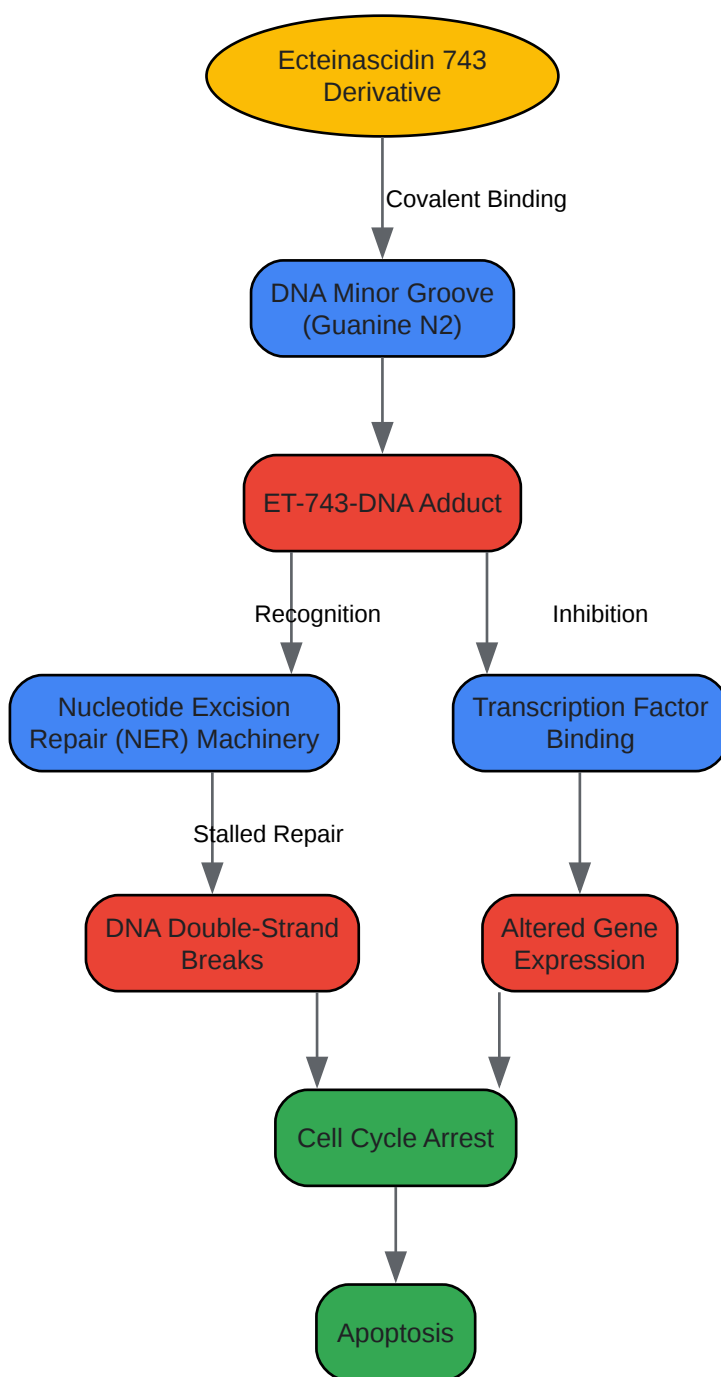 Ecteinascidin 743
Derivative
Covalent Binding
DNA Minor Groove
(Guanine N2)
ET-743-DNA Adduct
Recognition
Inhibition
Nucleotide Excision
Repair (NER) Machinery
Transcription Factor
Binding
Stalled Repair
DNA Double-Strand
Breaks
Altered Gene
Expression
Cell Cycle Arrest
Apoptosis